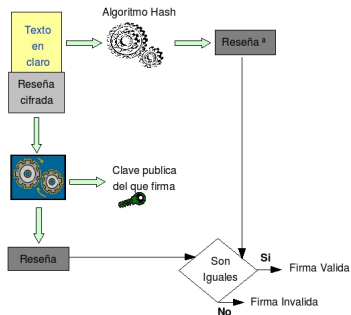 Algoritmo Hash
Texto
en
claro
Reseña ª
Reseña
cifrada
Clave publica
del que firma
Reseña
Son
Iguales
Si
Firma Valida
Firma Invalida
No